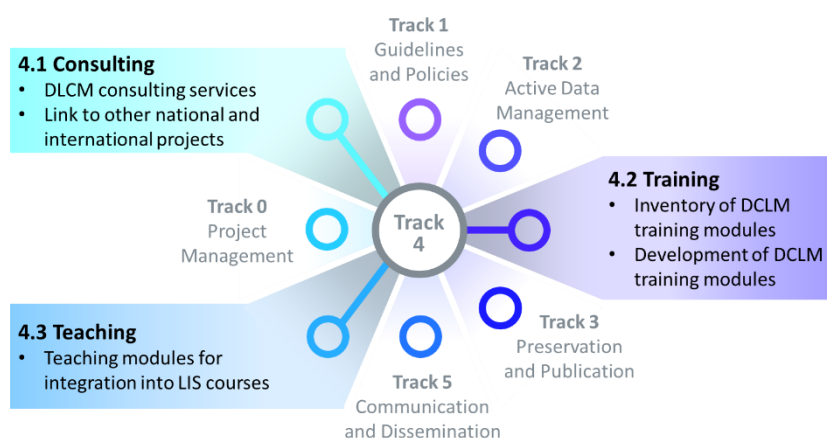 Track 1
Guidelines
and Policies
Track 2
Active Data
Management
4.1 Consulting
• DLCM consulting services
• Link to other national and
international projects
4.2 Training
• Inventory of DCLM
training modules
• Development of DCLM
training modules
Track 0
Project
Management
Track
4
4.3 Teaching
• Teaching modules for
integration into LIS courses
Track 3
Preservation
and Publication
Track 5
Communication
and Dissemination